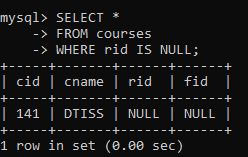 mysql> SELECT *
    -> FROM courses
    -> WHERE rid IS NULL;
+-----+-------+------+------+
| cid | cname | rid  | fid  |
+-----+-------+------+------+
| 141 | DTISS | NULL | NULL |
+-----+-------+------+------+
1 row in set (0.00 sec)